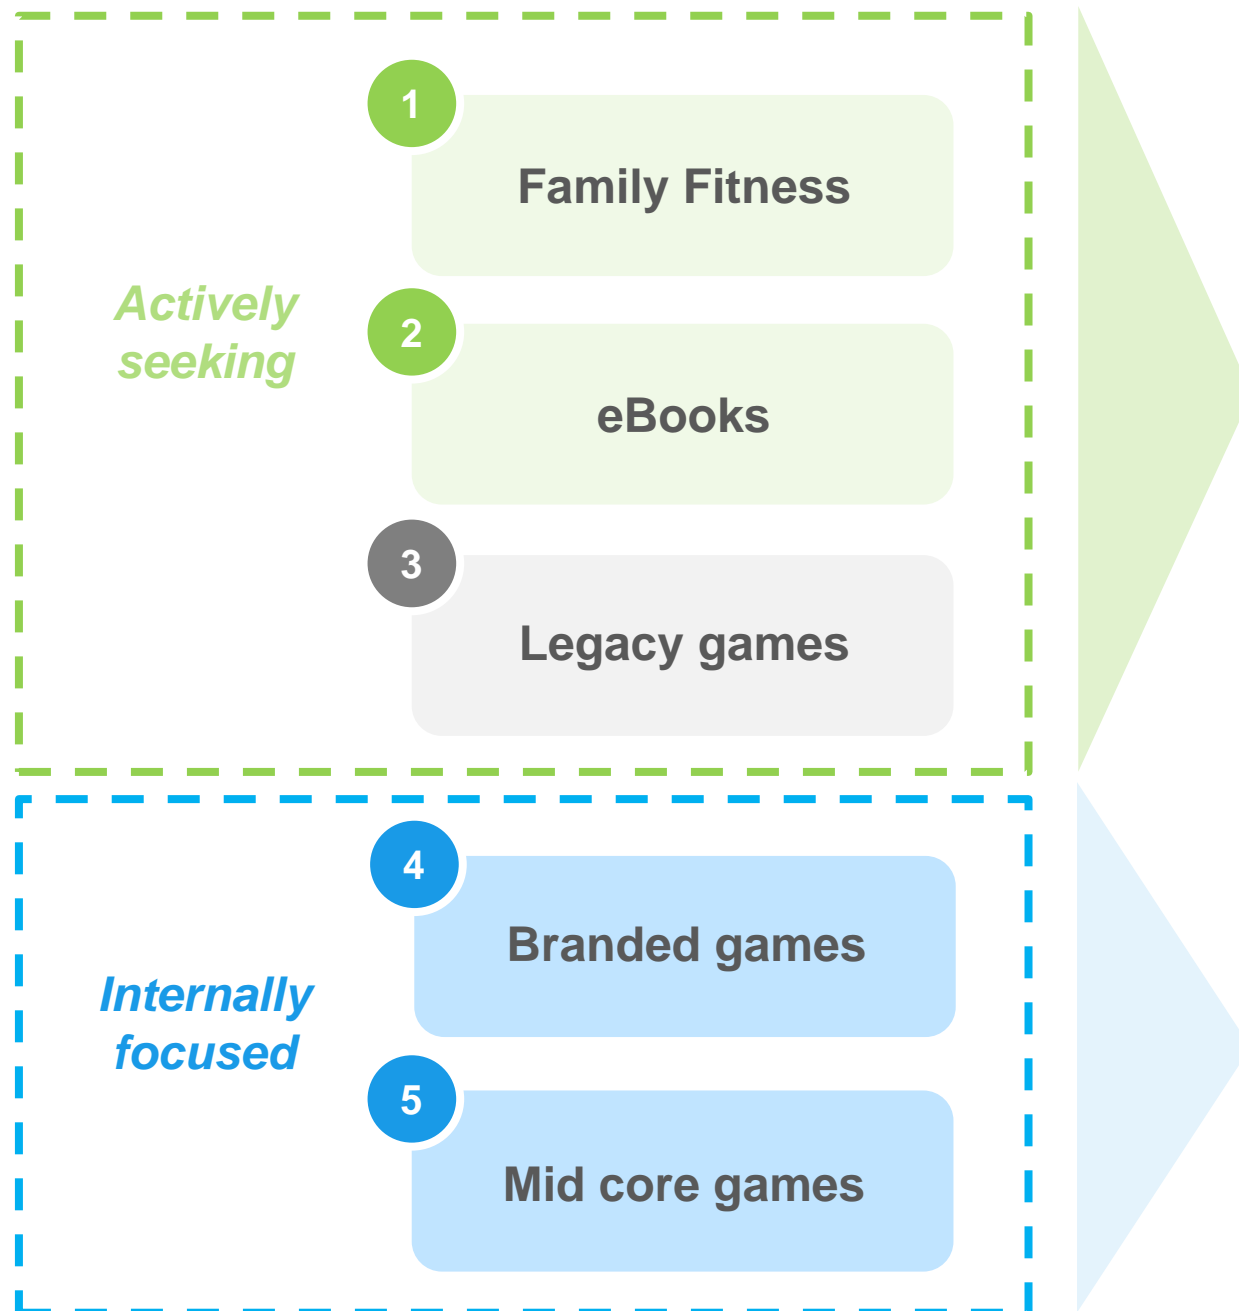 1
Family Fitness
Actively
seeking
2
eBooks
3
Legacy games
4
Branded games
Internally
focused
5
Mid core games